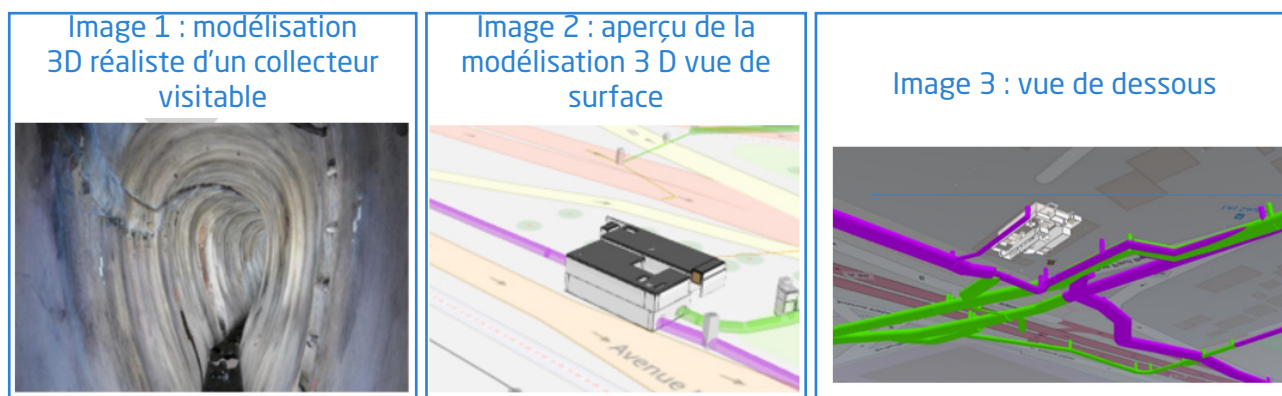 Image 1 : modélisation
3D réaliste d'un collecteur
visitable
Image 2 : aperçu de la
modélisation 3 D vue de
surface
Image 3 : vue de dessous
Avenue